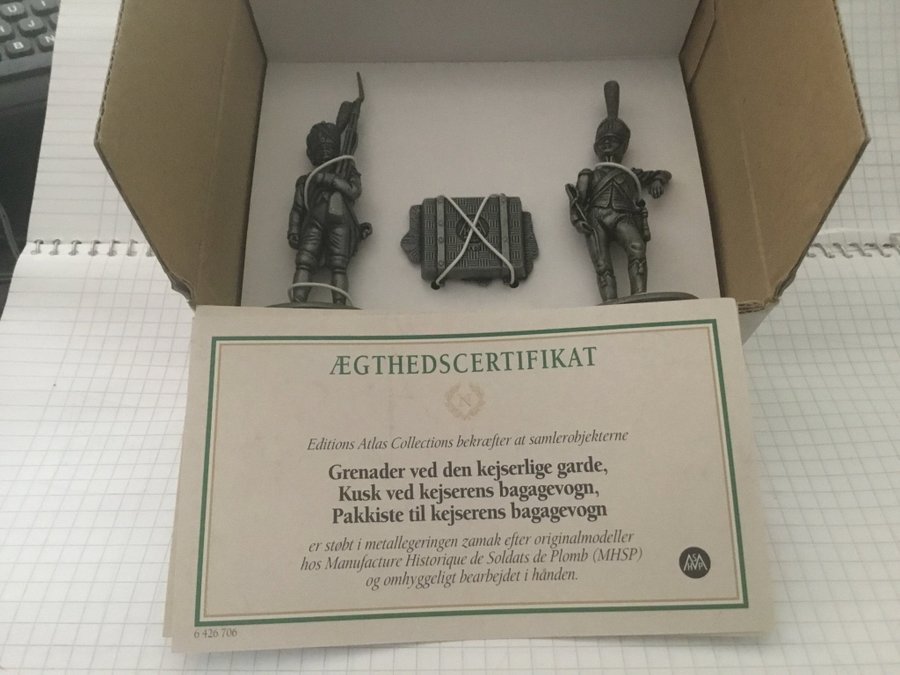 ÆGTHEDSCERTIFIKAT
N
Editions Atlas Collections bekræfter at samlerobjekterne
Grenader ved den kejserlige garde,
Kusk ved kejserens bagagevogn,
Pakkiste til kejserens bagagevogn
er støbt i metallegeringen zamak efter originalmodeller
hos Manufacture Historique de Soldats de Plomb (MHSP)
og omhyggeligt bearbejdet i hånden.
6 426 706